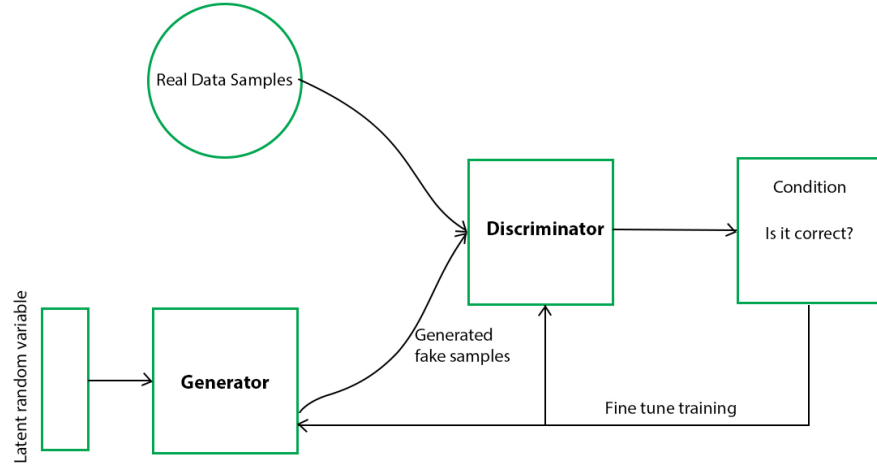 Real Data Samples
Condition
Is it correct?
Discriminator
Generated
fake samples
Latent random variable
Generator
Fine tune training